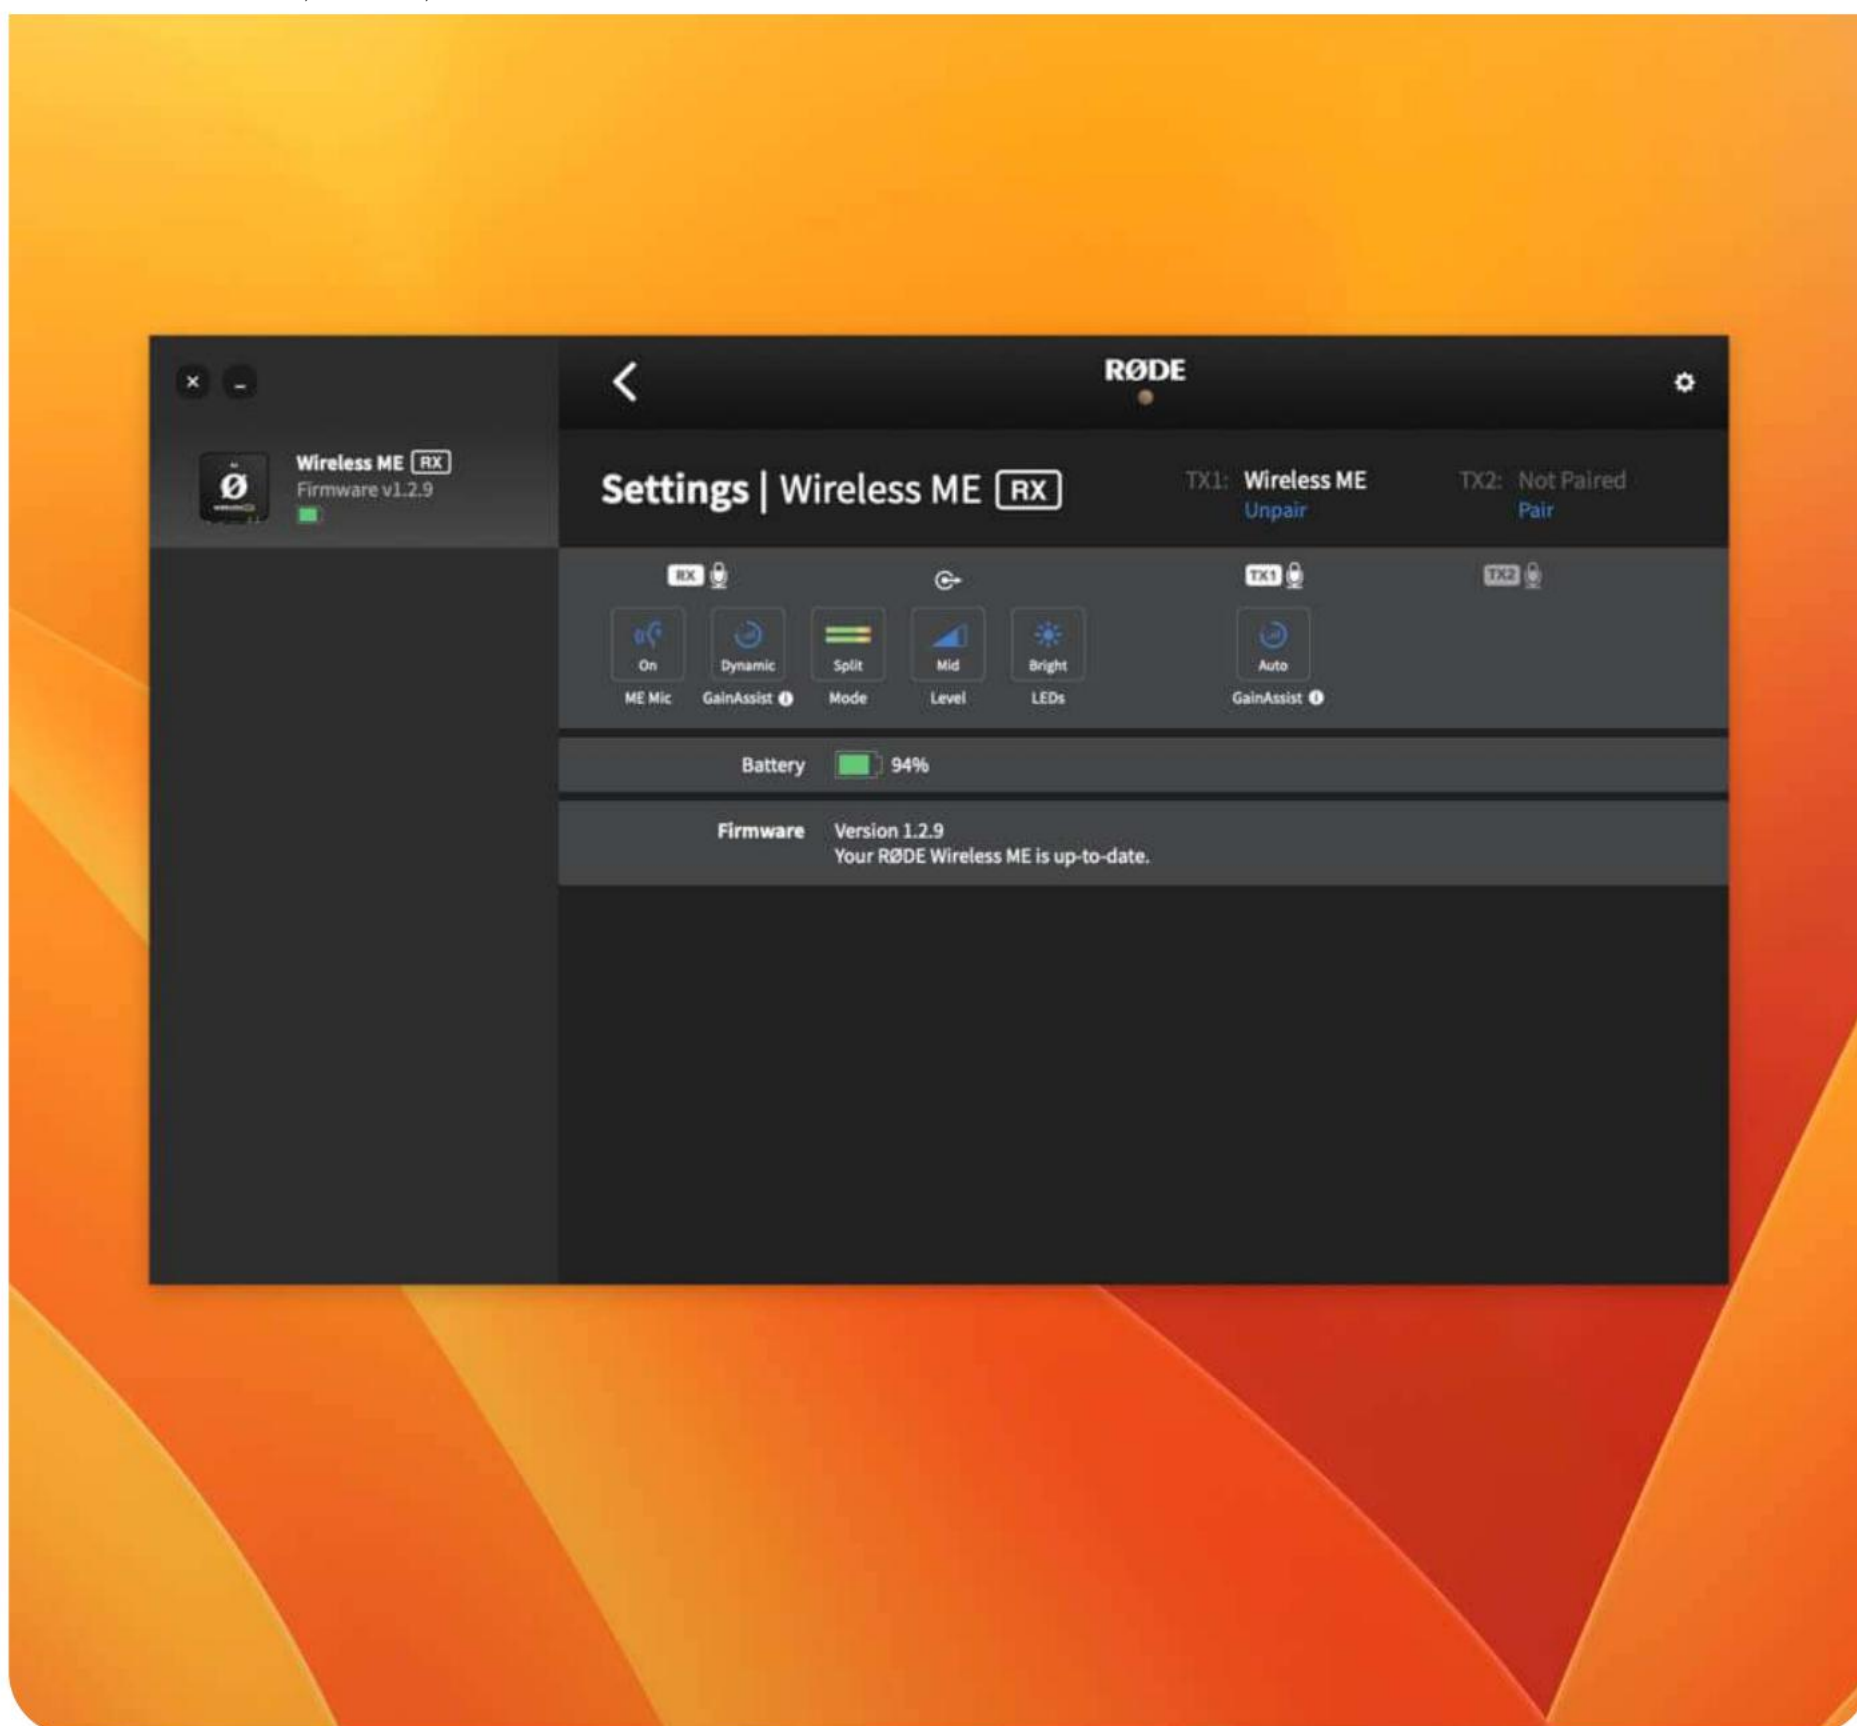 RØDE
Wireless ME RX
Firmware v1.2.9
Settings | Wireless ME RX
TX1: Wireless ME
Unpair
TX2: Not Paired
Pair
RX
TX1
TX2
On
Dynamic
Split
Mid
Bright
Auto
ME Mic
GainAssist
Mode
Level
LEDs
GainAssist
Battery 94%
Firmware Version 1.2.9
Your RØDE Wireless ME is up-to-date.